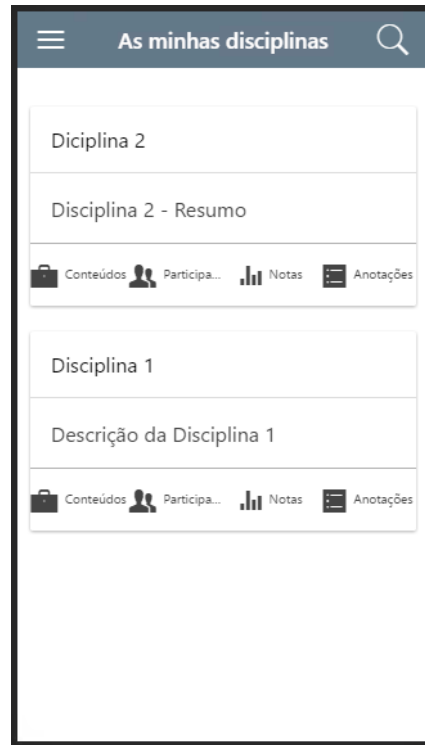 As minhas disciplinas
Diciplina 2
Disciplina 2 - Resumo
Conteúdos Participa... Notas Anotações
Disciplina 1
Descrição da Disciplina 1
Conteúdos Participa... Notas Anotações